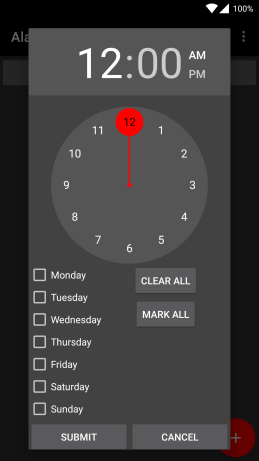 100%
Ala
12:00
AM
PM
12
11 1
10 2
9 3
8 4
7 5
6
Monday
CLEAR ALL
Tuesday
Wednesday
MARK ALL
Thursday
Friday
Saturday
Sunday
SUBMIT CANCEL